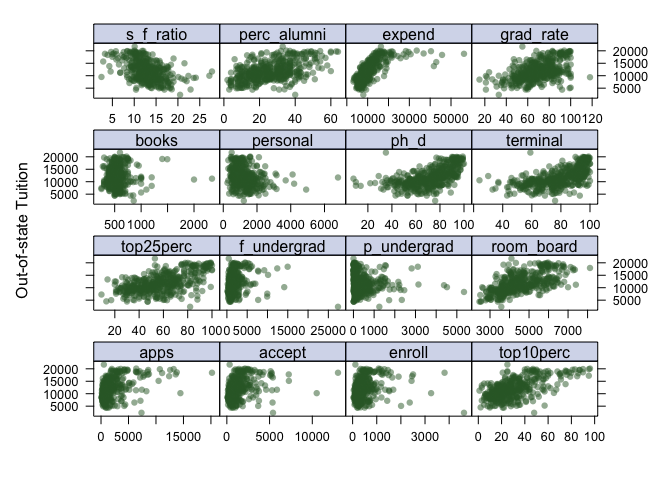 s_f_ratio perc_alumni expend grad_rate
20000
15000
10000
5000
5 10 15 20 25 0 20 40 60 10000 30000 50000 20 40 60 80 100 120
books personal ph_d terminal
20000
15000
10000
5000
500 1000 2000 0 2000 4000 6000 20 40 60 80 100 40 60 80 100
Out-of-state Tuition
top25perc f_undergrad p_undergrad room_board
20000
15000
10000
5000
20 40 60 80 100 0 5000 15000 25000 0 1000 3000 5000 3000 5000 7000
apps accept enroll top10perc
20000
15000
10000
5000
0 5000 15000 0 5000 10000 0 1000 3000 0 20 40 60 80 100